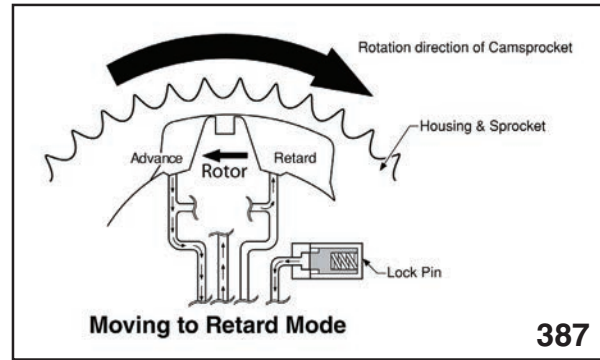 Rotation direction of Camsprocket
Housing & Sprocket
Advance
Retard
Rotor
Lock Pin
Moving to Retard Mode
387